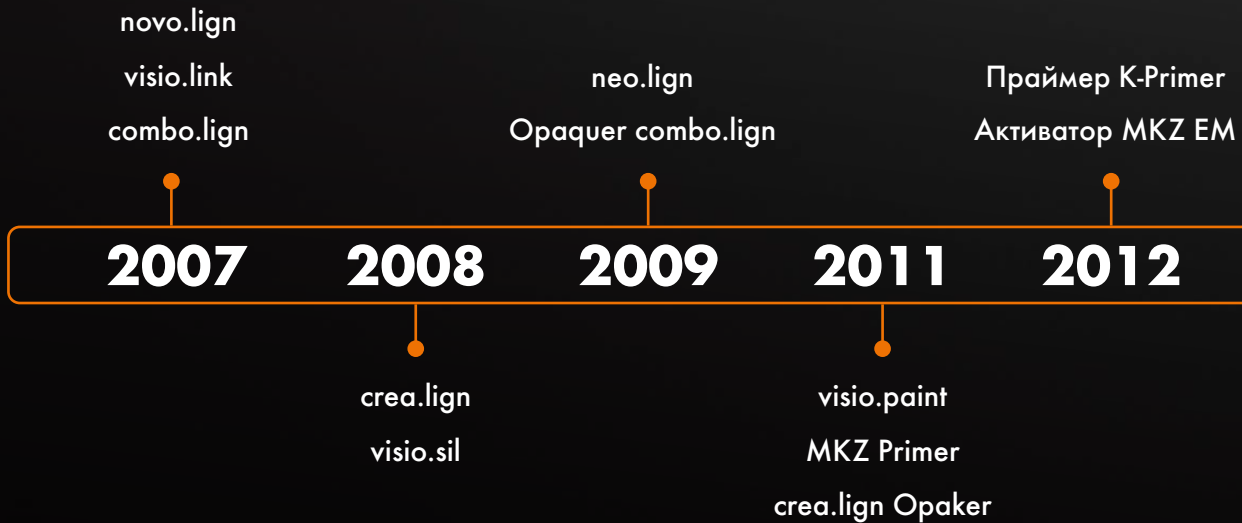 novo.lign
visio.link
combo.lign
neo.lign
Opaquer combo.lign
Праймер K-Primer
Активатор MKZ EM
2007 2008 2009 2011 2012
crea.lign
visio.sil
visio.paint
MKZ Primer
crea.lign Opaker